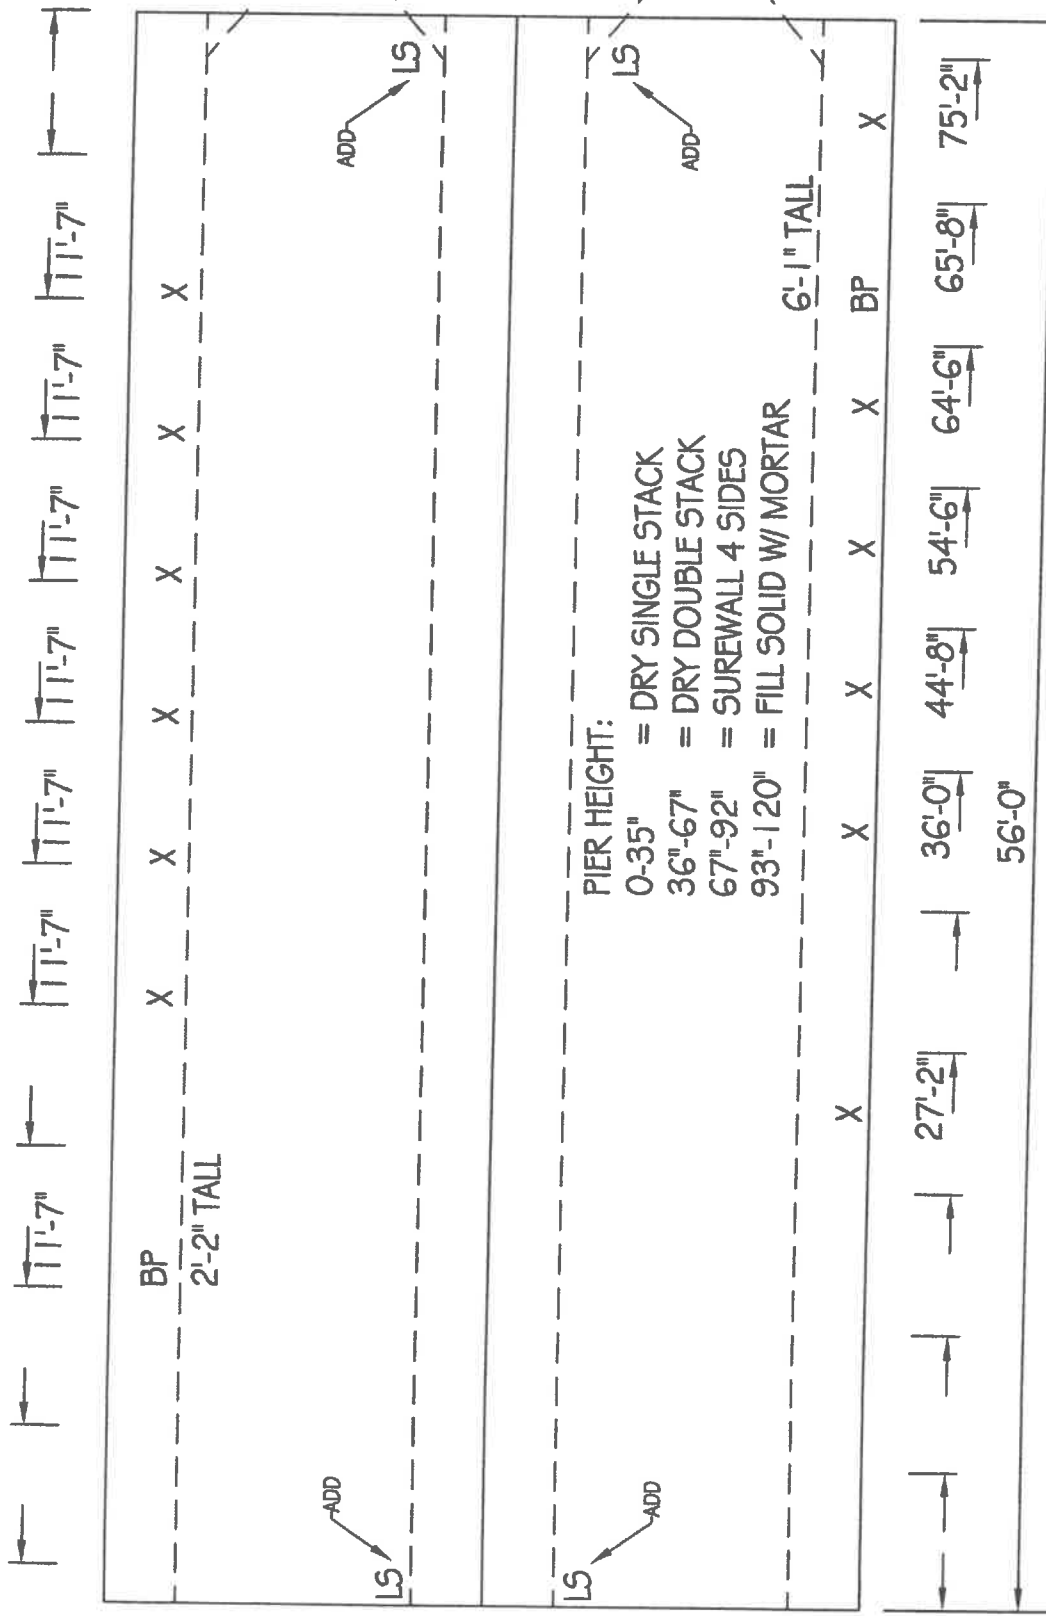 11'-7" 11'-7" 11'-7" 11'-7" 11'-7" 11'-7" 11'-7"
BP X X X X X X
2'-2" TALL
ADD ADD
LS LS
LS LS
ADD ADD
PIER HEIGHT:
0-35" = DRY SINGLE STACK
36"-67" = DRY DOUBLE STACK
67"-92" = SUREWALL 4 SIDES
93"-120" = FILL SOLID W/ MORTAR
6'-1" TALL
X X X X X BP X
27'-2" 36'-0" 44'-8" 54'-6" 64'-6" 65'-8" 75'-2"
56'-0"